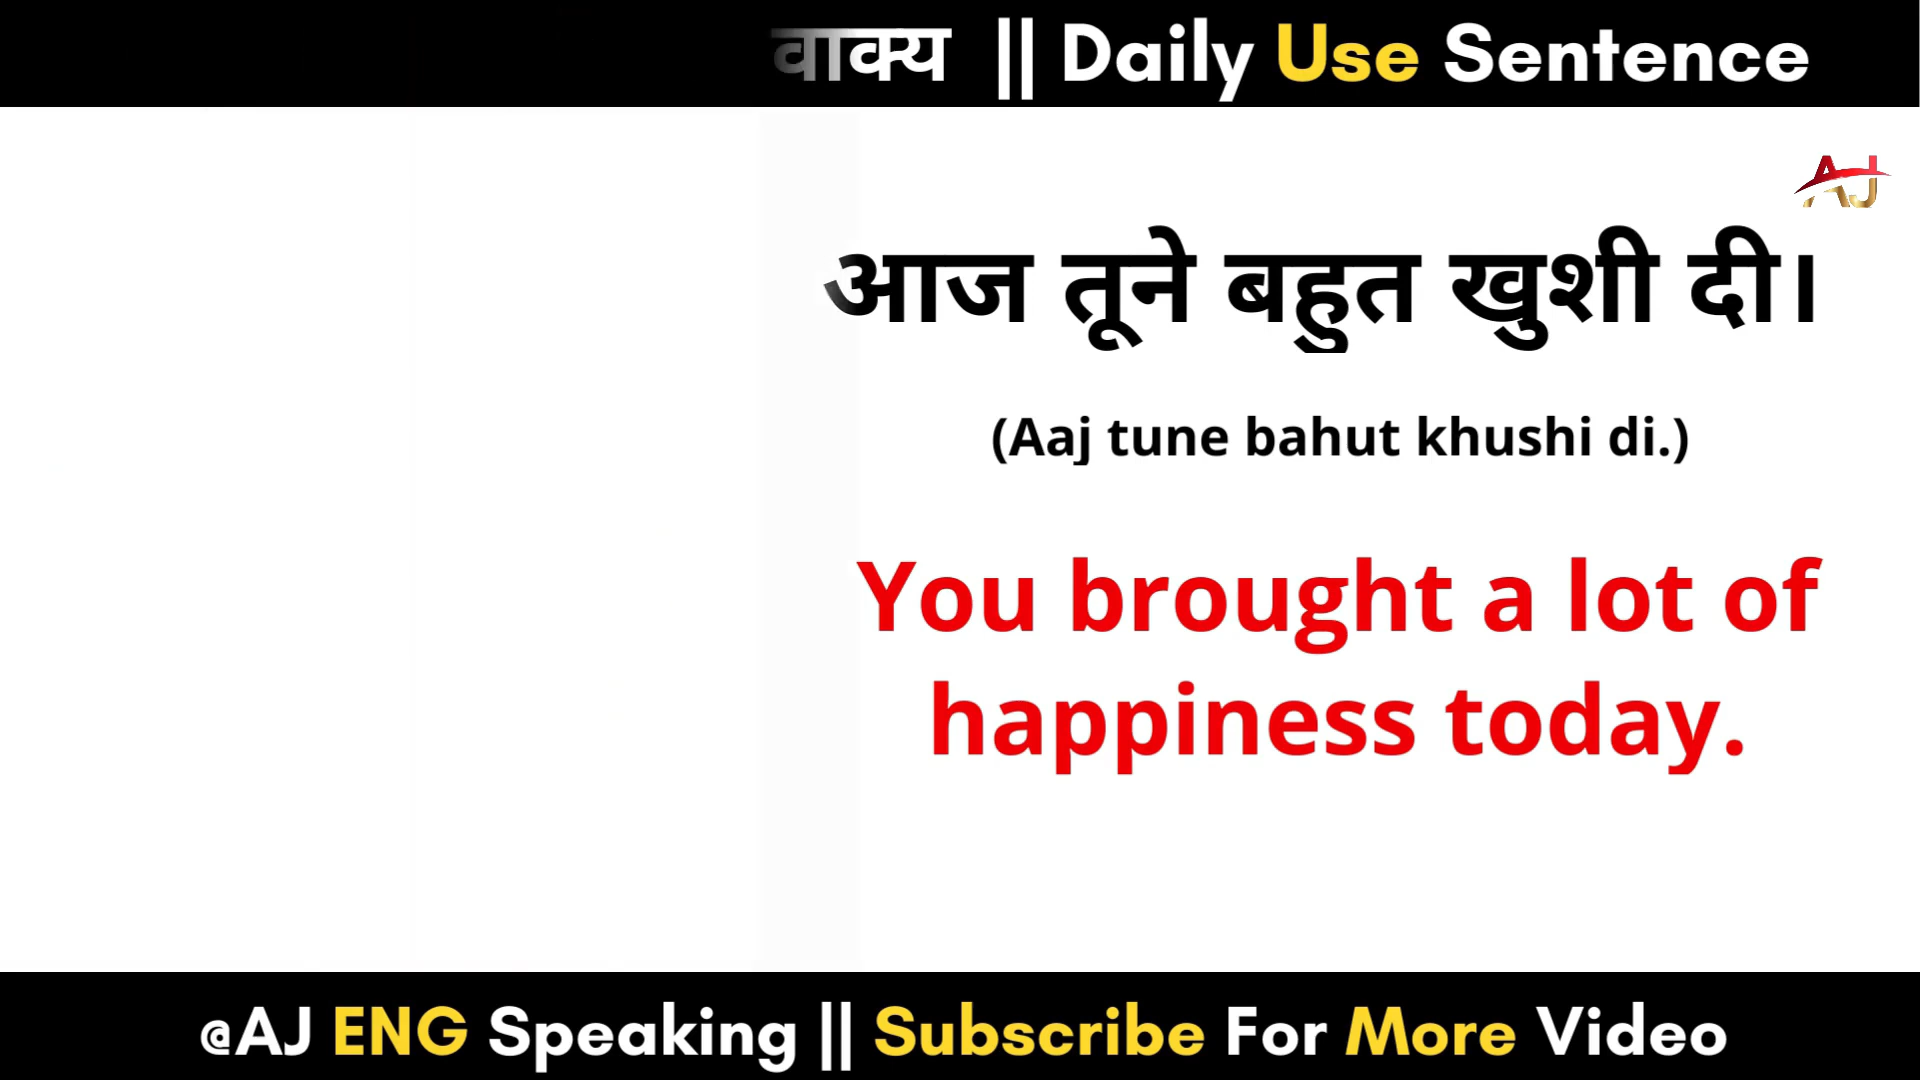 वाक्य || Daily Use Sentence
AJ
आज तूने बहुत खुशी दी।
(Aaj tune bahut khushi di.)
You brought a lot of
happiness today.
@AJ ENG Speaking || Subscribe For More Video